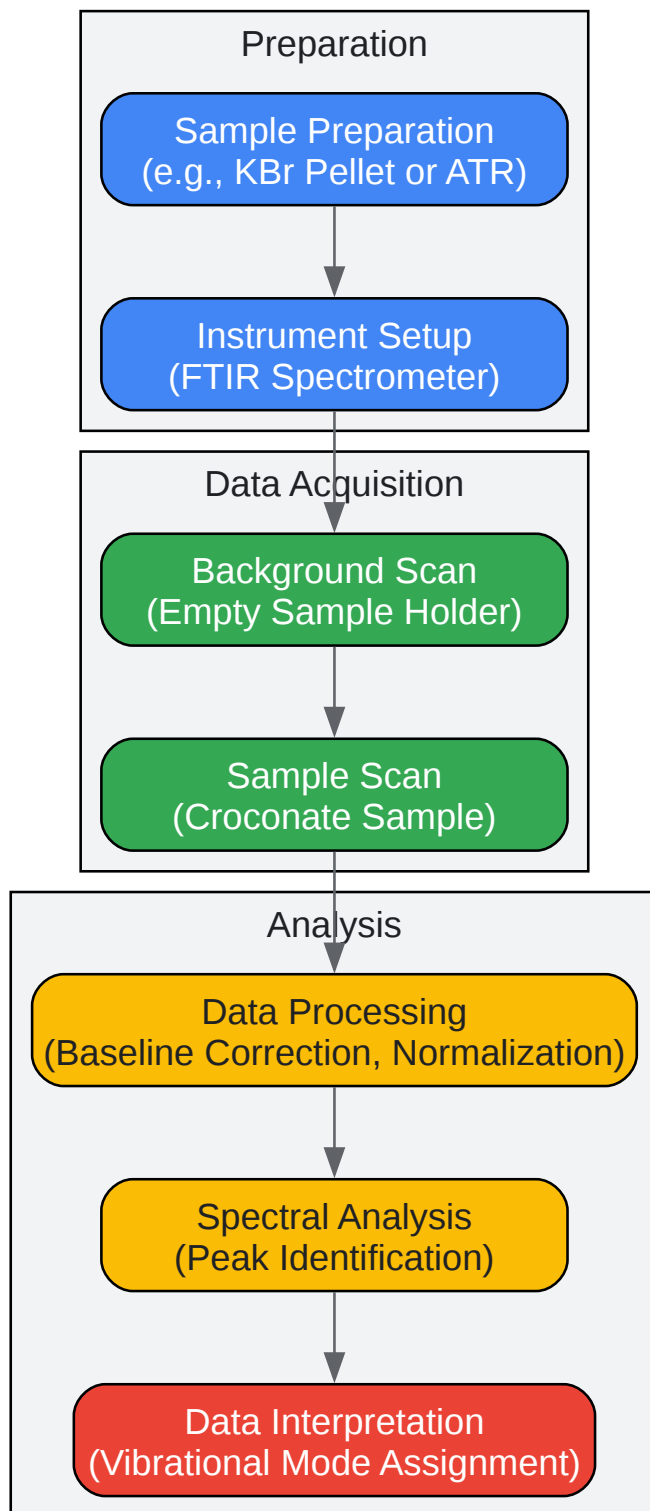 Preparation
Sample Preparation
(e.g., KBr Pellet or ATR)
Instrument Setup
(FTIR Spectrometer)
Data Acquisition
Background Scan
(Empty Sample Holder)
Sample Scan
(Croconate Sample)
Analysis
Data Processing
(Baseline Correction, Normalization)
Spectral Analysis
(Peak Identification)
Data Interpretation
(Vibrational Mode Assignment)